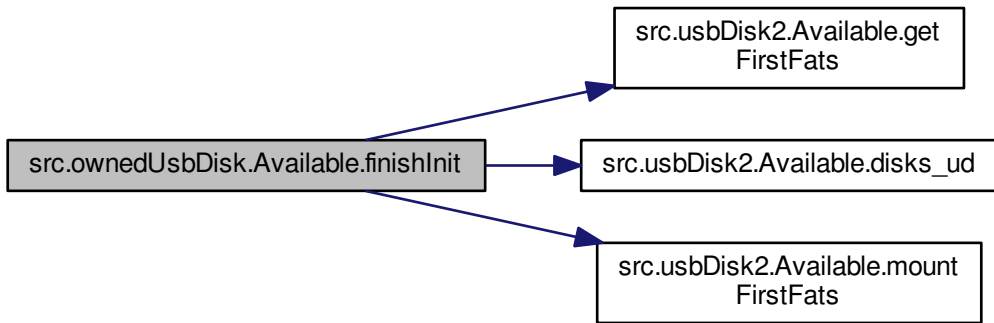 src.usbDisk2.Available.get
FirstFats
src.ownedUsbDisk.Available.finishInit
src.usbDisk2.Available.disks_ud
src.usbDisk2.Available.mount
FirstFats